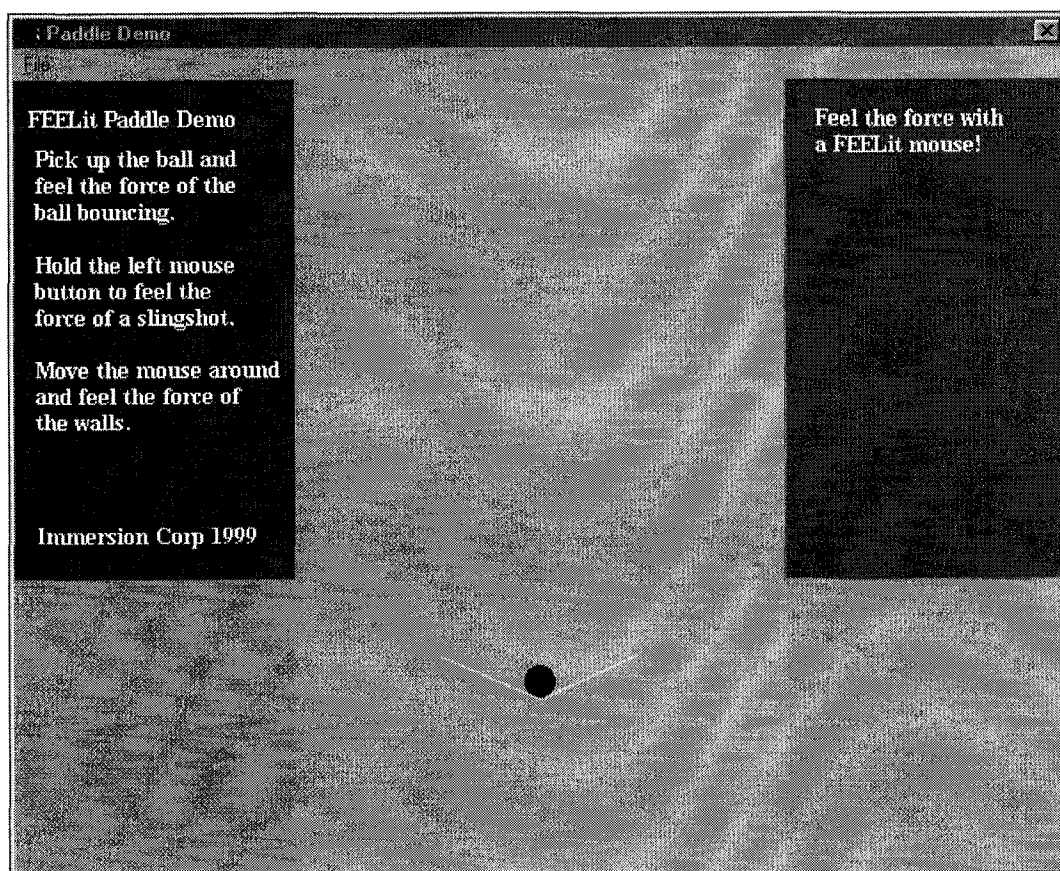 Paddle Demo
File
FEELit Paddle Demo
Pick up the ball and
feel the force of the
ball bouncing.
Hold the left mouse
button to feel the
force of a slingshot.
Move the mouse around
and feel the force of
the walls.
Immersion Corp 1999
Feel the force with
a FEELit mouse!